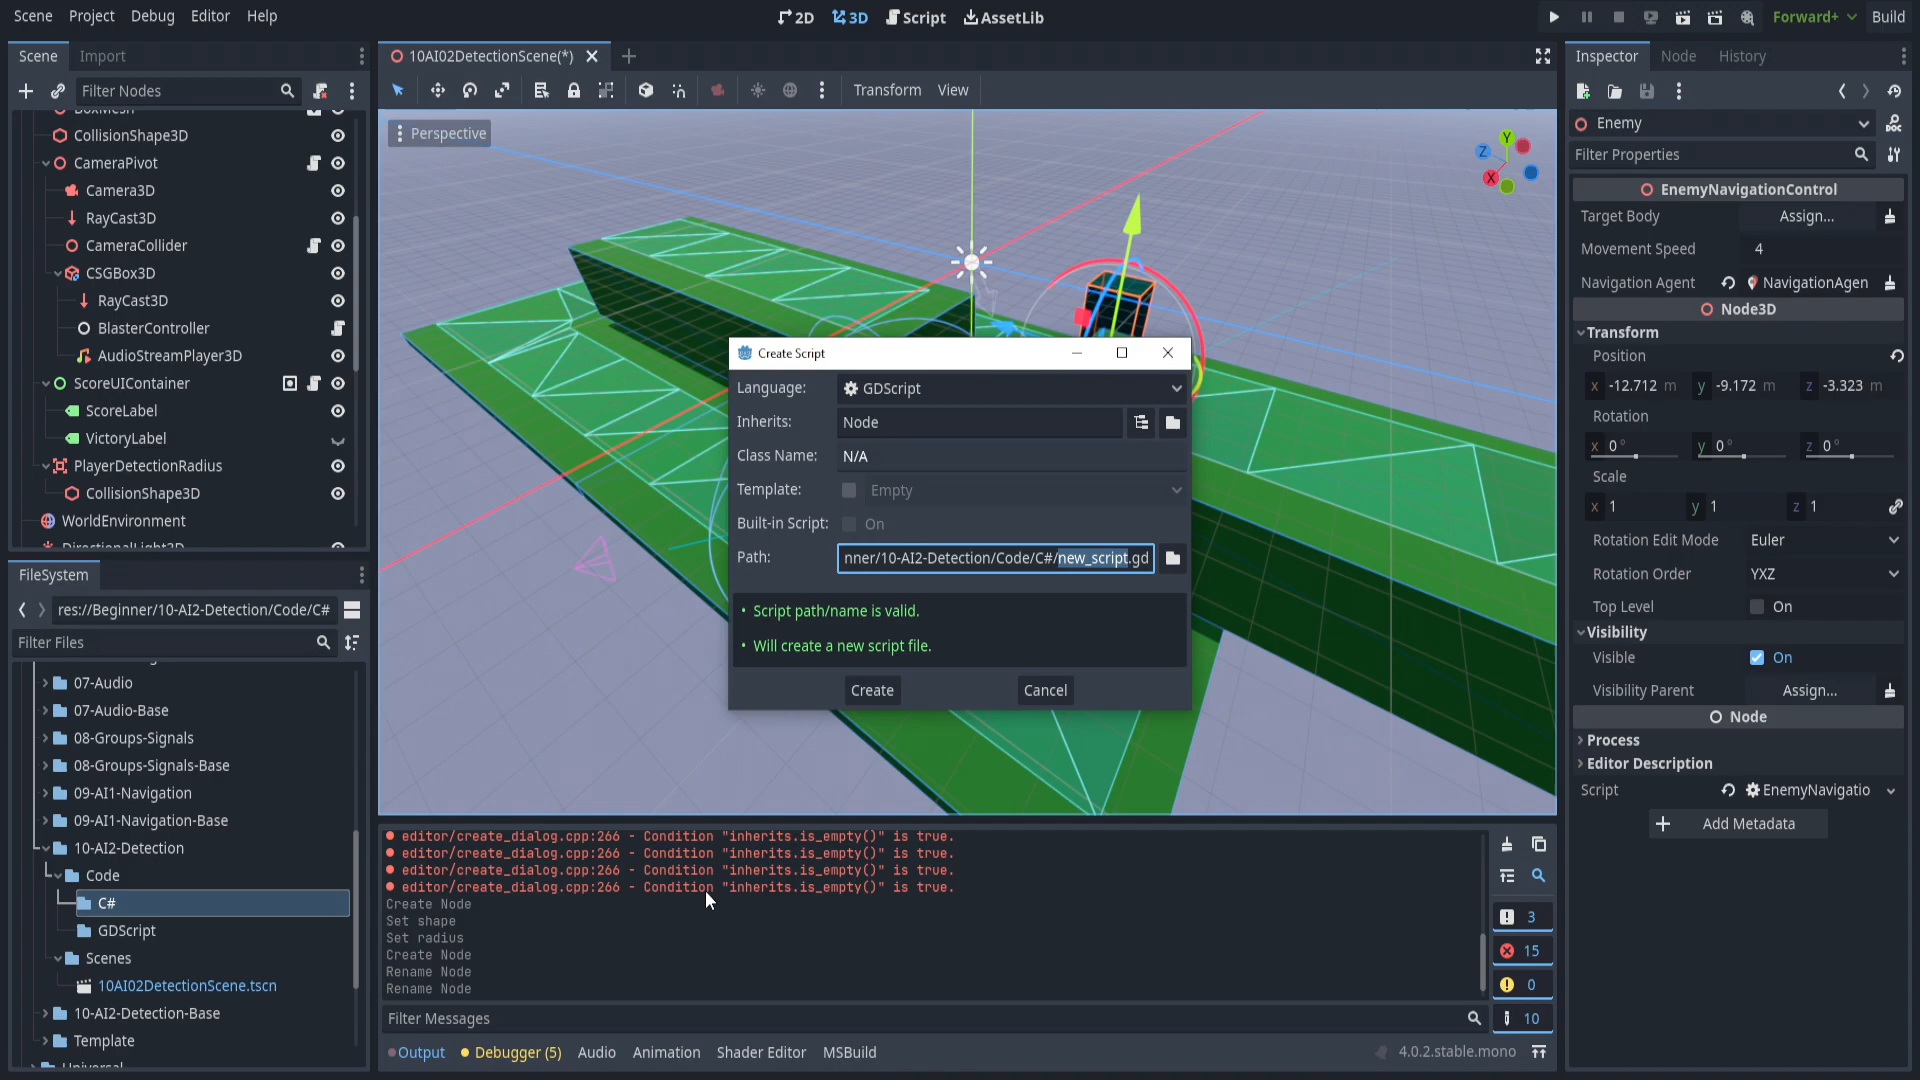 Scene Project Debug Editor Help
2D 3D Script AssetLib
Forward+ Build
Scene Import
Filter Nodes
CollisionShape3D
CameraPivot
Camera3D
RayCast3D
CameraCollider
CSGBox3D
RayCast3D
BlasterController
AudioStreamPlayer3D
ScoreUIContainer
ScoreLabel
VictoryLabel
PlayerDetectionRadius
CollisionShape3D
WorldEnvironment
DirectionalLight3D
FileSystem
res://Beginner/10-AI2-Detection/Code/C#
Filter Files
07-Audio
07-Audio-Base
08-Groups-Signals
08-Groups-Signals-Base
09-AI1-Navigation
09-AI1-Navigation-Base
10-AI2-Detection
Code
C#
GDScript
Scenes
10AI02DetectionScene.tscn
10-AI2-Detection-Base
Template
Universal
10AI02DetectionScene(*)
Transform View
Perspective
Y
Z
X
Create Script
Language: GDScript
Inherits: Node
Class Name: N/A
Template: Empty
Built-in Script: On
Path: nner/10-AI2-Detection/Code/C#/new_script.gd
• Script path/name is valid.
• Will create a new script file.
Create Cancel
editor/create_dialog.cpp:266 - Condition "inherits.is_empty()" is true.
editor/create_dialog.cpp:266 - Condition "inherits.is_empty()" is true.
editor/create_dialog.cpp:266 - Condition "inherits.is_empty()" is true.
editor/create_dialog.cpp:266 - Condition "inherits.is_empty()" is true.
Create Node
Set shape
Set radius
Create Node
Rename Node
Rename Node
3
15
0
10
Filter Messages
Output Debugger (5) Audio Animation Shader Editor MSBuild
4.0.2.stable.mono
Inspector Node History
Enemy
Filter Properties
EnemyNavigationControl
Target Body Assign...
Movement Speed 4
Navigation Agent NavigationAgen
Node3D
Transform
Position
x -12.712 m y -9.172 m z -3.323 m
Rotation
x 0 ° y 0 ° z 0 °
Scale
x 1 y 1 z 1
Rotation Edit Mode Euler
Rotation Order YXZ
Top Level On
Visibility
Visible On
Visibility Parent Assign...
Node
Process
Editor Description
Script EnemyNavigatio
Add Metadata